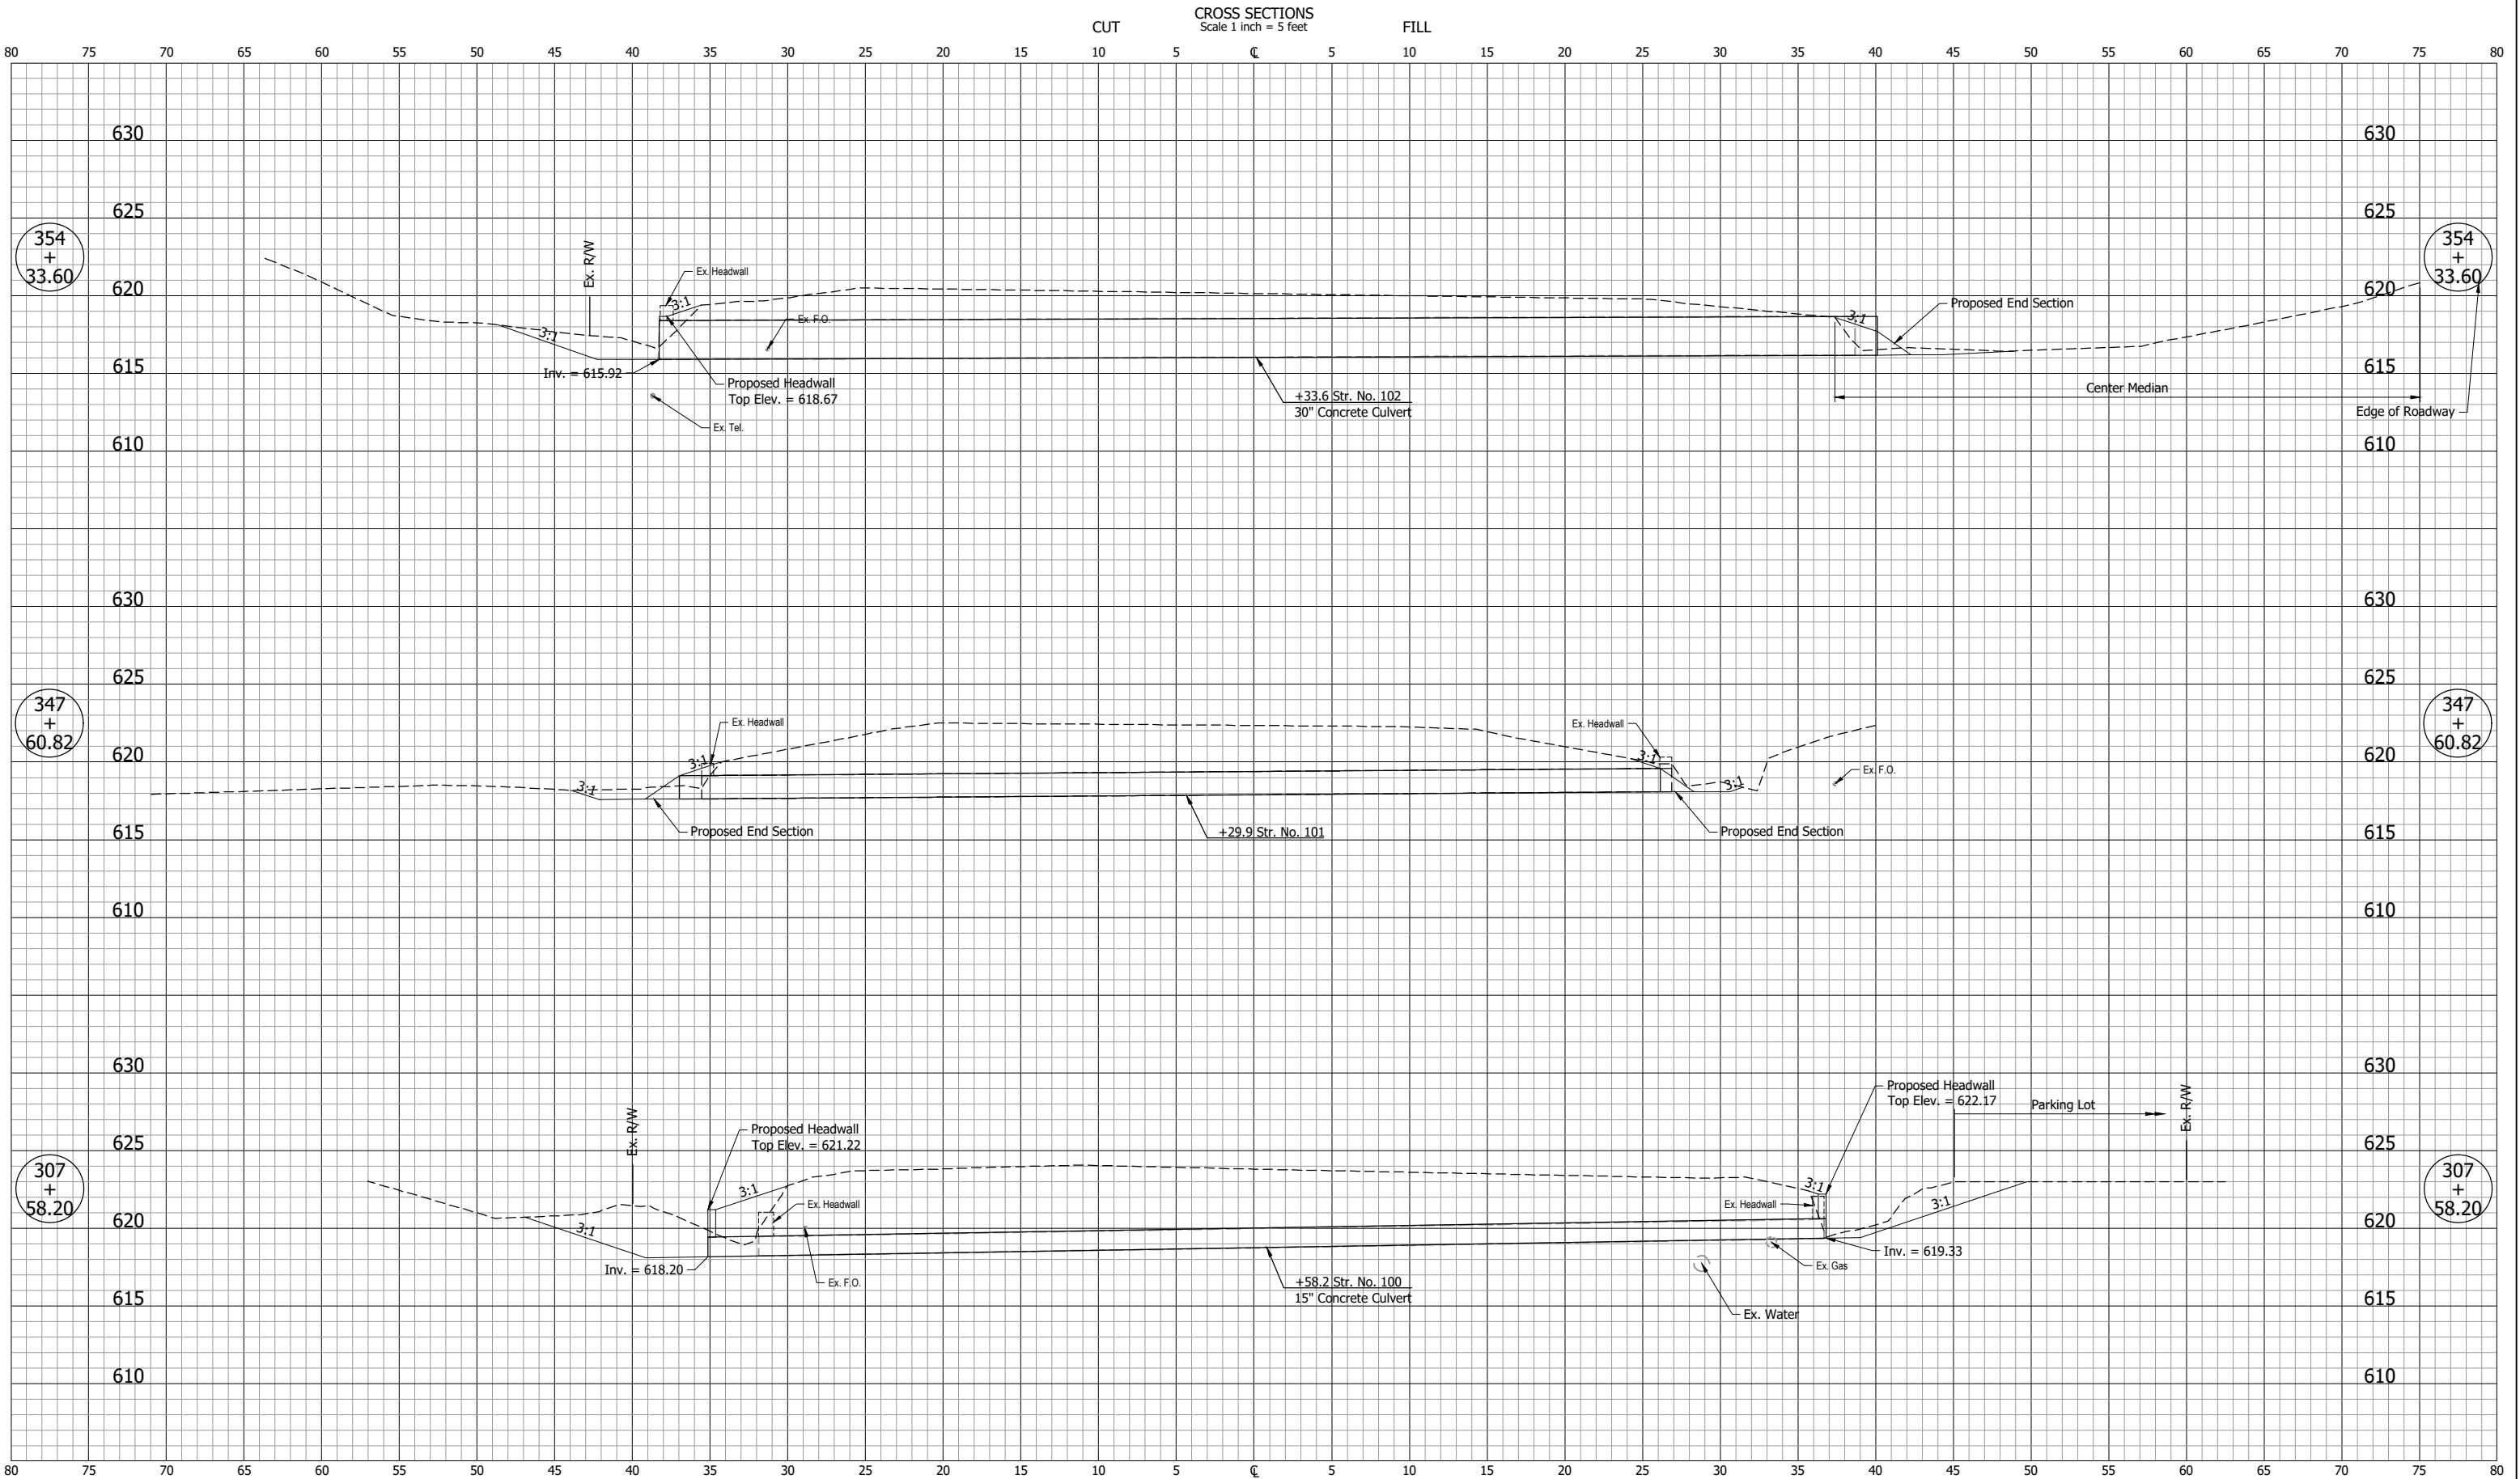 CROSS SECTIONS
Scale 1 inch = 5 feet
CUT FILL
80 75 70 65 60 55 50 45 40 35 30 25 20 15 10 5 ℄ 5 10 15 20 25 30 35 40 45 50 55 60 65 70 75 80
630 630
625 625
354 + 33.60
Ex. R/W
Ex. Headwall
354 + 33.60
620 620
3:1
3:1
Ex. F.O.
3:1
Proposed End Section
615 615
Inv. = 615.92
Proposed Headwall
Top Elev. = 618.67
Ex. Tel.
+33.6 Str. No. 102
30" Concrete Culvert
Center Median
Edge of Roadway
610 610
630 630
625 625
347 + 60.82
Ex. Headwall
Ex. Headwall
347 + 60.82
620 620
3:1
3:1
3:1
3:1
Ex. F.O.
615 615
Proposed End Section
+29.9 Str. No. 101
Proposed End Section
610 610
630 630
Proposed Headwall
Top Elev. = 622.17
Parking Lot
Ex. R/W
Ex. R/W
Proposed Headwall
Top Elev. = 621.22
625 625
307 + 58.20
307 + 58.20
620 620
3:1
3:1
Ex. Headwall
Ex. Headwall
3:1
3:1
Inv. = 618.20
Ex. F.O.
+58.2 Str. No. 100
15" Concrete Culvert
Ex. Gas
Inv. = 619.33
Ex. Water
615 615
610 610
80 75 70 65 60 55 50 45 40 35 30 25 20 15 10 5 ℄ 5 10 15 20 25 30 35 40 45 50 55 60 65 70 75 80